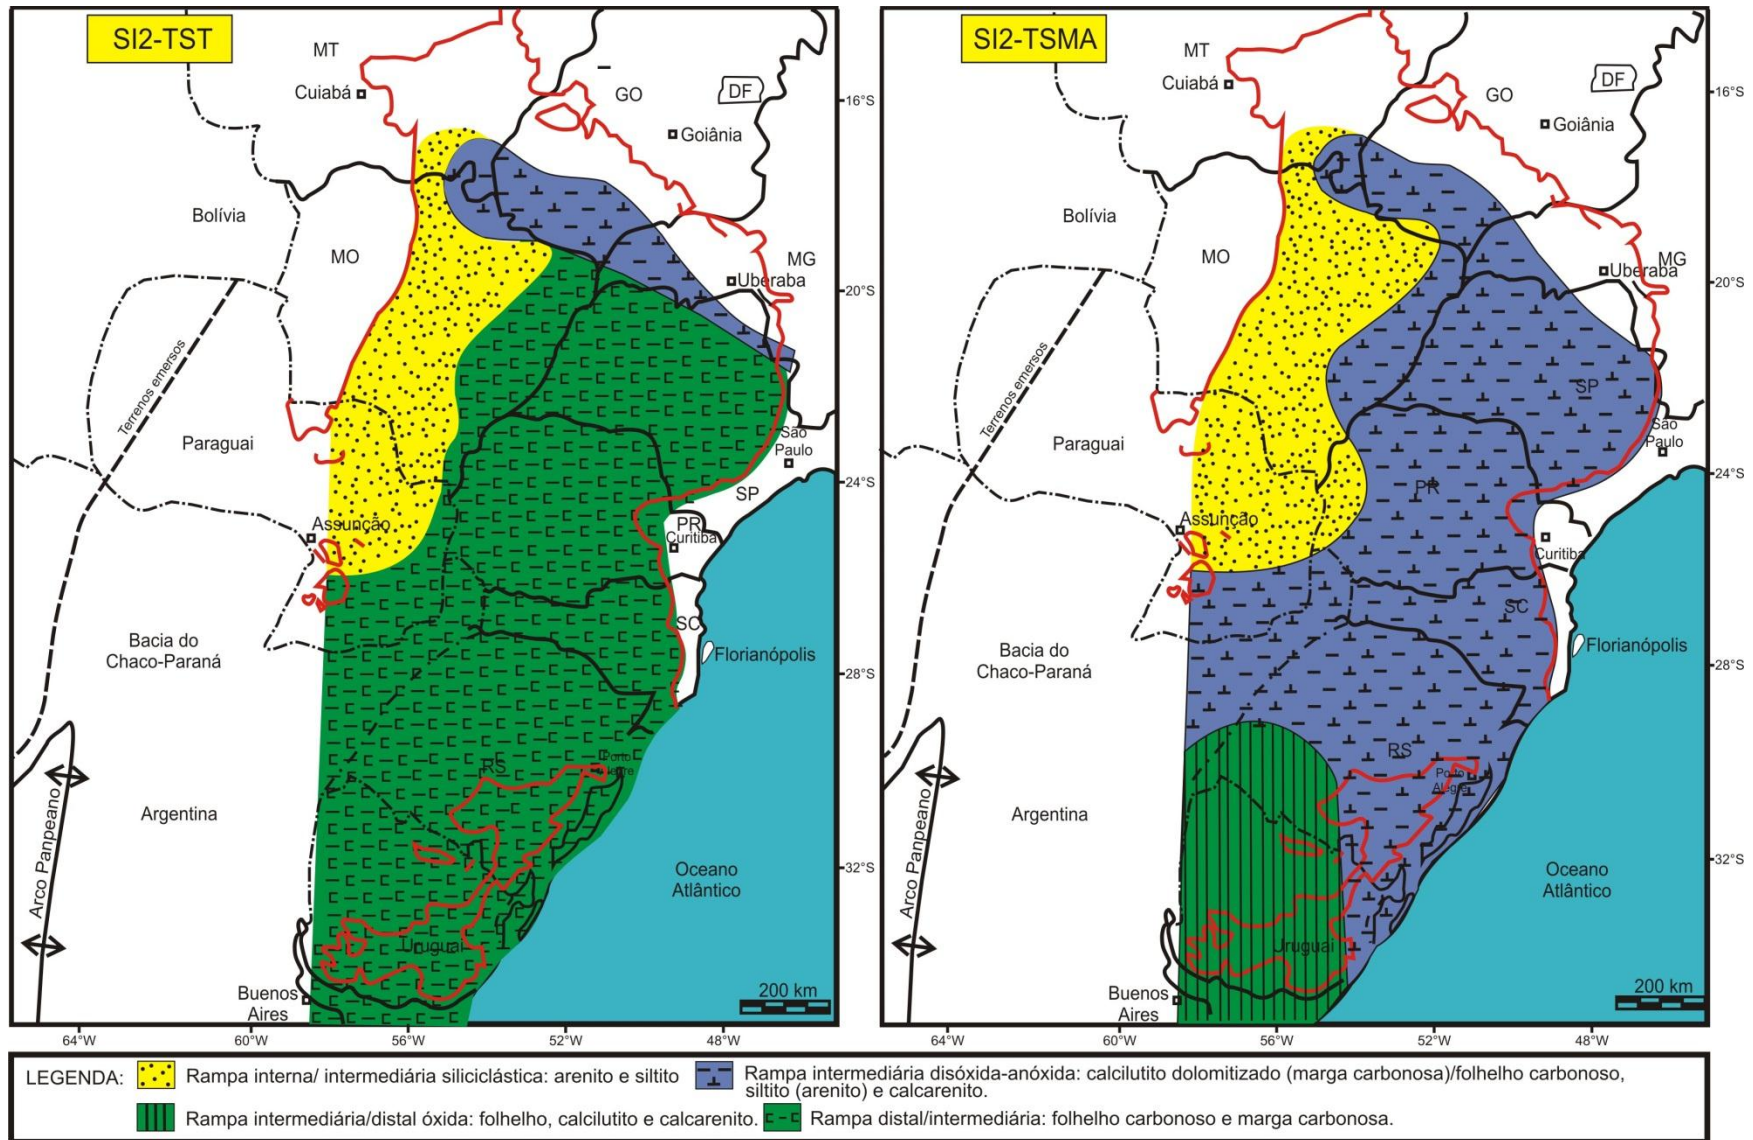 SI2-TST
MT
Cuiabá
GO
DF
16°S
Goiânia
Bolívia
MO
MG
Uberaba
20°S
Terrenos emersos
Paraguai
São
Paulo
24°S
SP
Assunção
PR
Curitiba
SC
Bacia do
Chaco-Paraná
Florianópolis
28°S
RS
Porto
Alegre
Arco Panpeano
Argentina
Oceano
Atlântico
32°S
Uruguai
Buenos
Aires
200 km
64°W
60°W
56°W
52°W
48°W
SI2-TSMA
MT
Cuiabá
GO
DF
16°S
Goiânia
Bolívia
MO
MG
Uberaba
20°S
Terrenos emersos
SP
Paraguai
São
Paulo
24°S
PR
Assunção
Curitiba
SC
Bacia do
Chaco-Paraná
Florianópolis
28°S
RS
Porto
Alegre
Arco Panpeano
Argentina
Oceano
Atlântico
32°S
Uruguai
Buenos
Aires
200 km
64°W
60°W
56°W
52°W
48°W
LEGENDA:
Rampa interna/ intermediária siliciclástica: arenito e siltito
Rampa intermediária disóxida-anóxida: calcilutito dolomitizado (marga carbonosa)/folhelho carbonoso,
siltito (arenito) e calcarenito.
Rampa intermediária/distal óxida: folhelho, calcilutito e calcarenito.
Rampa distal/intermediária: folhelho carbonoso e marga carbonosa.